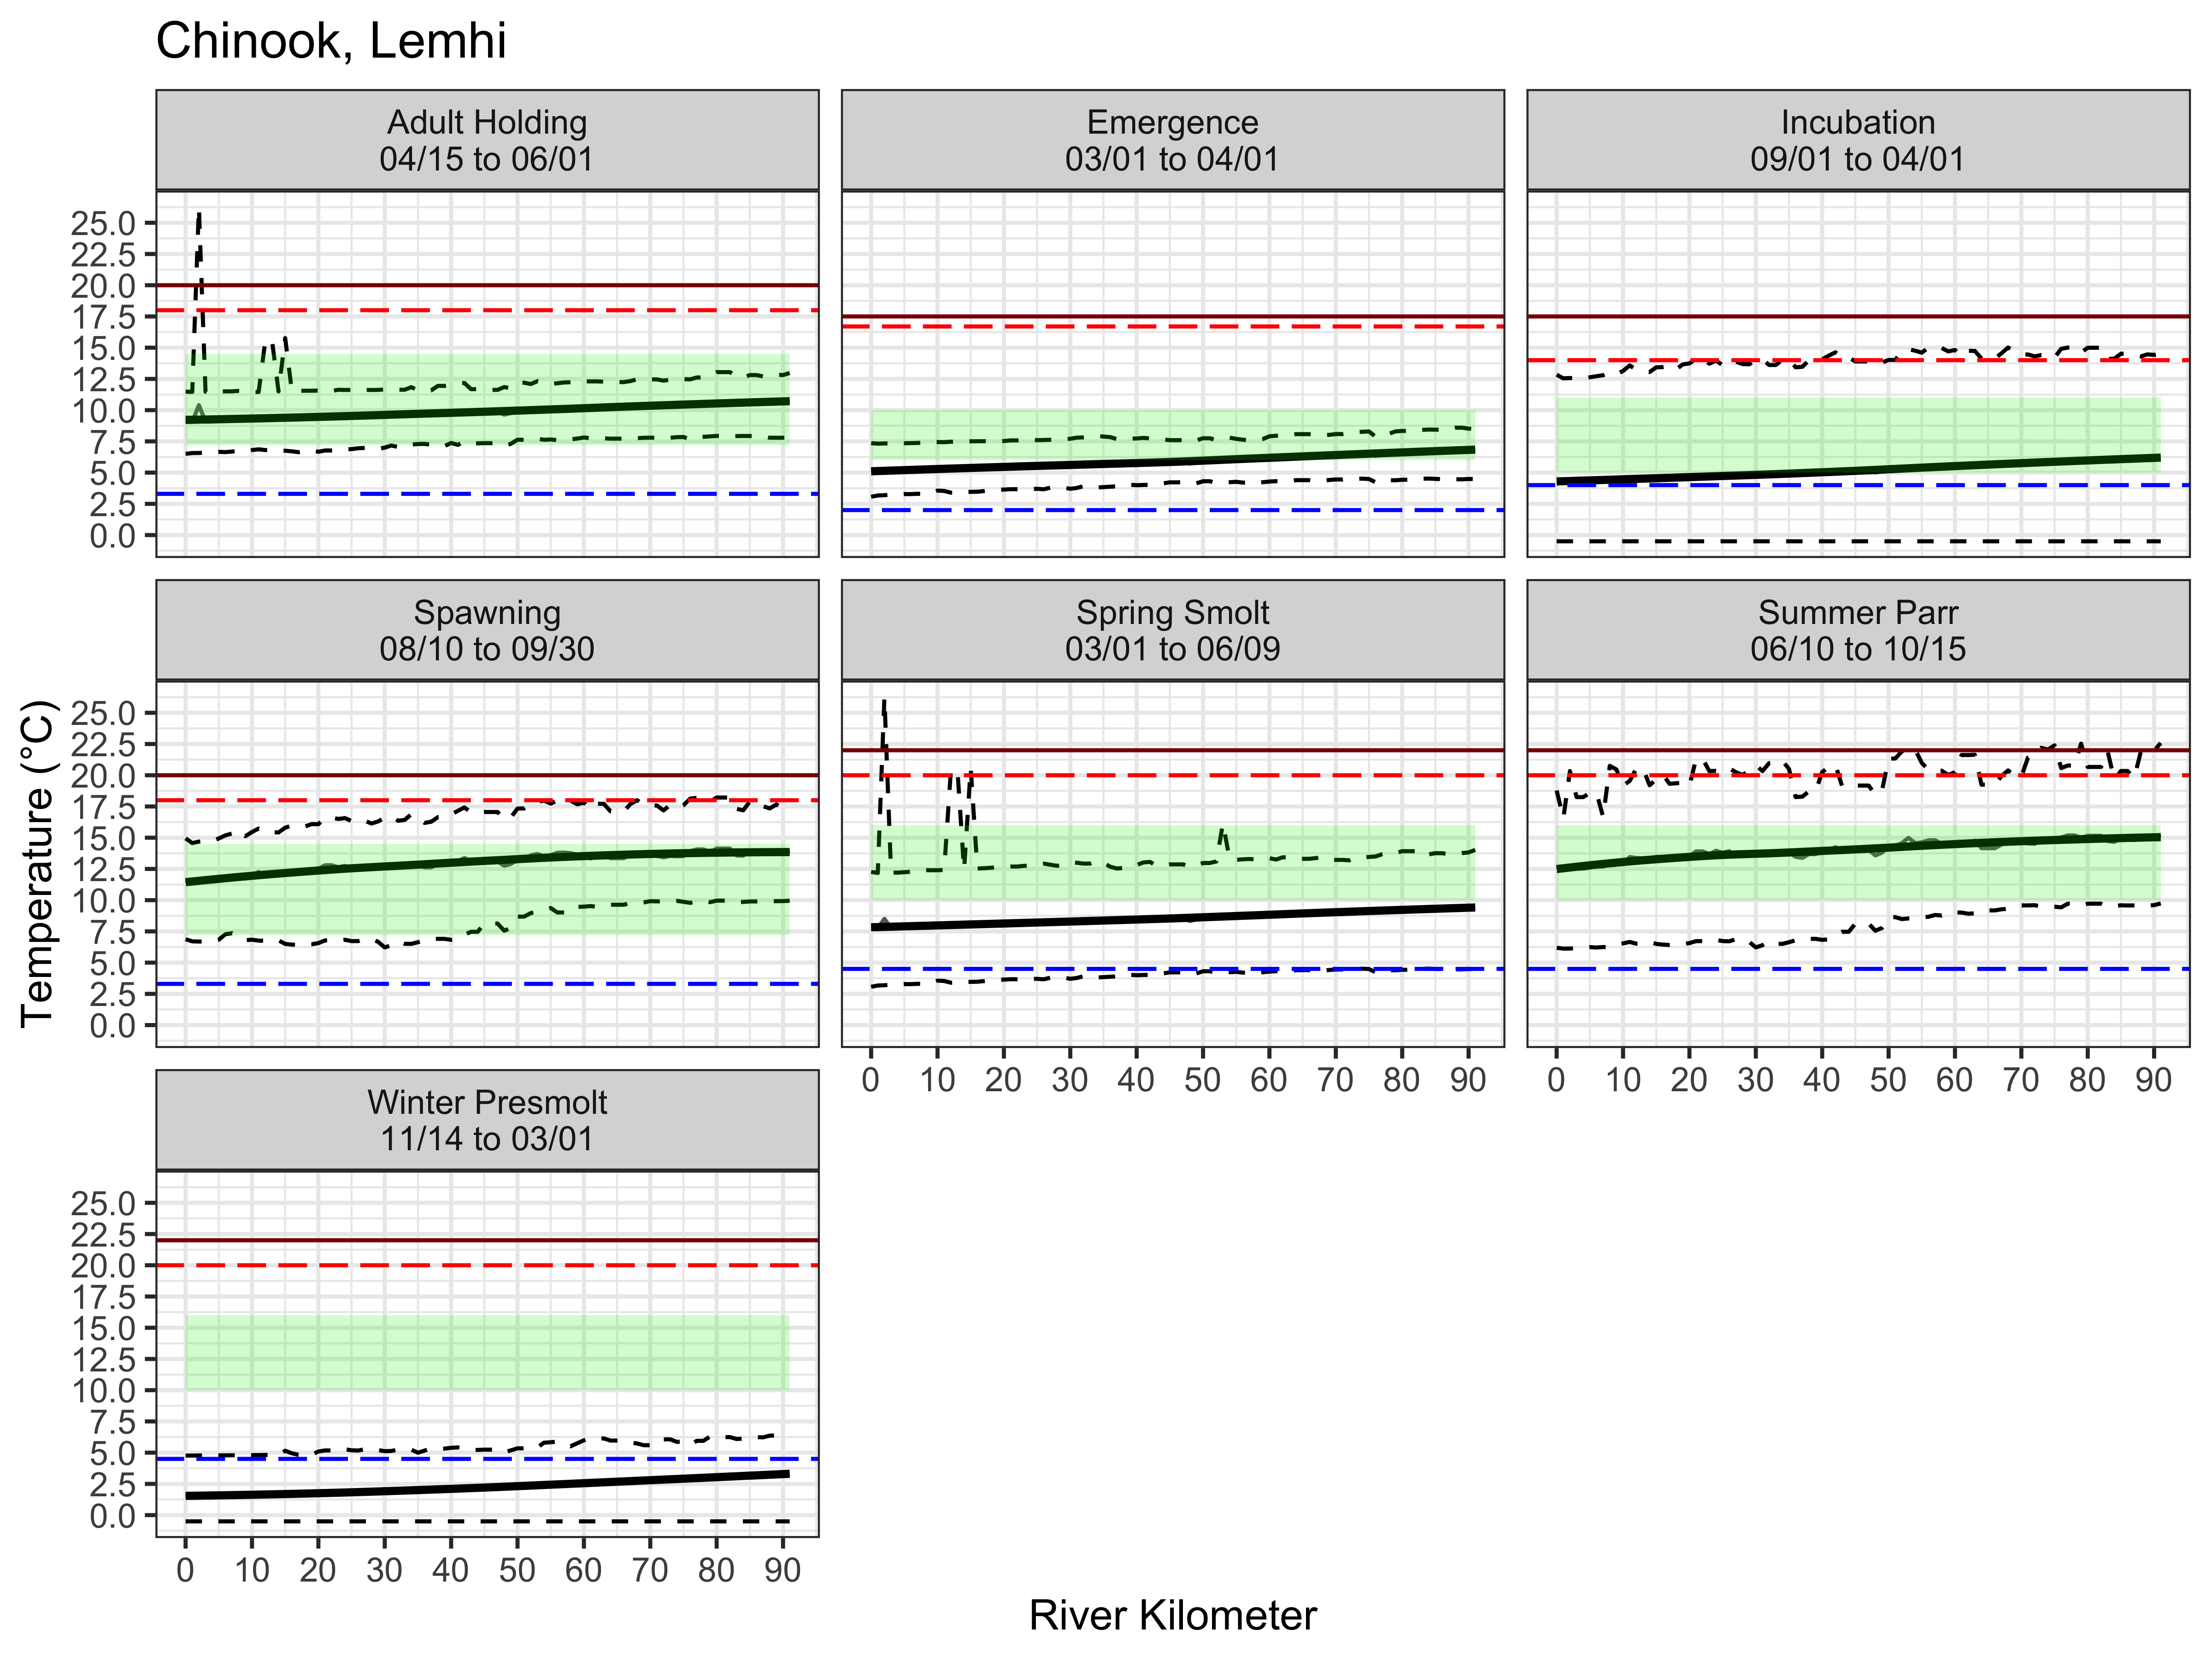 Chinook, Lemhi
Adult Holding
04/15 to 06/01
Emergence
03/01 to 04/01
Incubation
09/01 to 04/01
25.0
22.5
20.0
17.5
15.0
12.5
10.0
7.5
5.0
2.5
0.0
Spawning
08/10 to 09/30
Spring Smolt
03/01 to 06/09
Summer Parr
06/10 to 10/15
Temperature (°C)
25.0
22.5
20.0
17.5
15.0
12.5
10.0
7.5
5.0
2.5
0.0
0 10 20 30 40 50 60 70 80 90
0 10 20 30 40 50 60 70 80 90
Winter Presmolt
11/14 to 03/01
25.0
22.5
20.0
17.5
15.0
12.5
10.0
7.5
5.0
2.5
0.0
0 10 20 30 40 50 60 70 80 90
River Kilometer